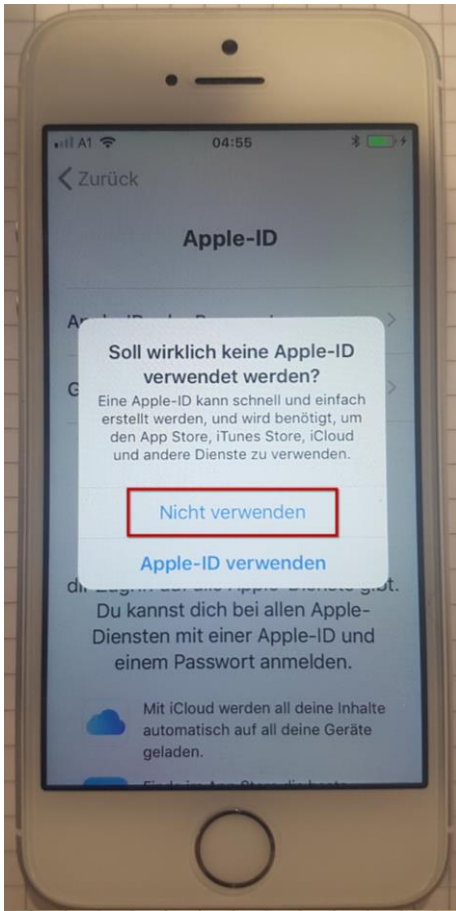 A1
04:55
Zurück
Apple-ID
Soll wirklich keine Apple-ID
verwendet werden?
Eine Apple-ID kann schnell und einfach
erstellt werden, und wird benötigt, um
den App Store, iTunes Store, iCloud
und andere Dienste zu verwenden.
Nicht verwenden
Apple-ID verwenden
Du kannst dich bei allen Apple-
Diensten mit einer Apple-ID und
einem Passwort anmelden.
Mit iCloud werden all deine Inhalte
automatisch auf all deine Geräte
geladen.